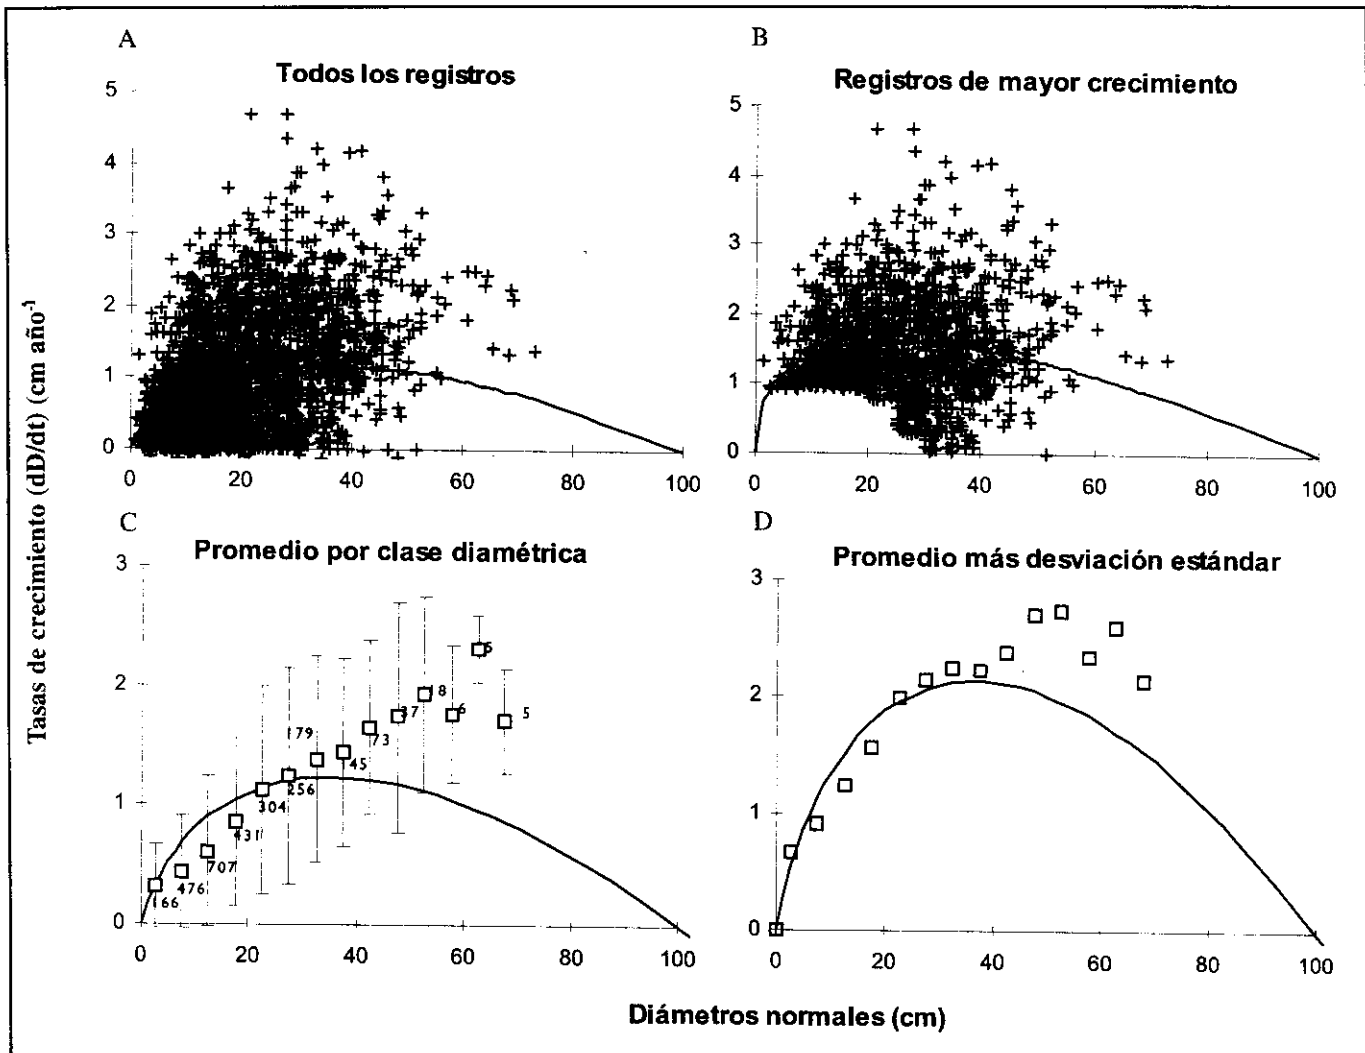 Tasas de crecimiento (dD/dt) (cm año⁻¹)
A
Todos los registros
5
4
3
2
1
0
0 20 40 60 80 100
B
Registros de mayor crecimiento
5
4
3
2
1
0
0 20 40 60 80 100
C
Promedio por clase diamétrica
3
2
1
0
166
476
707
431
304
256
179
145
73
37
18
6
5
0 20 40 60 80 100
D
Promedio más desviación estándar
3
2
1
0
0 20 40 60 80 100
Diámetros normales (cm)